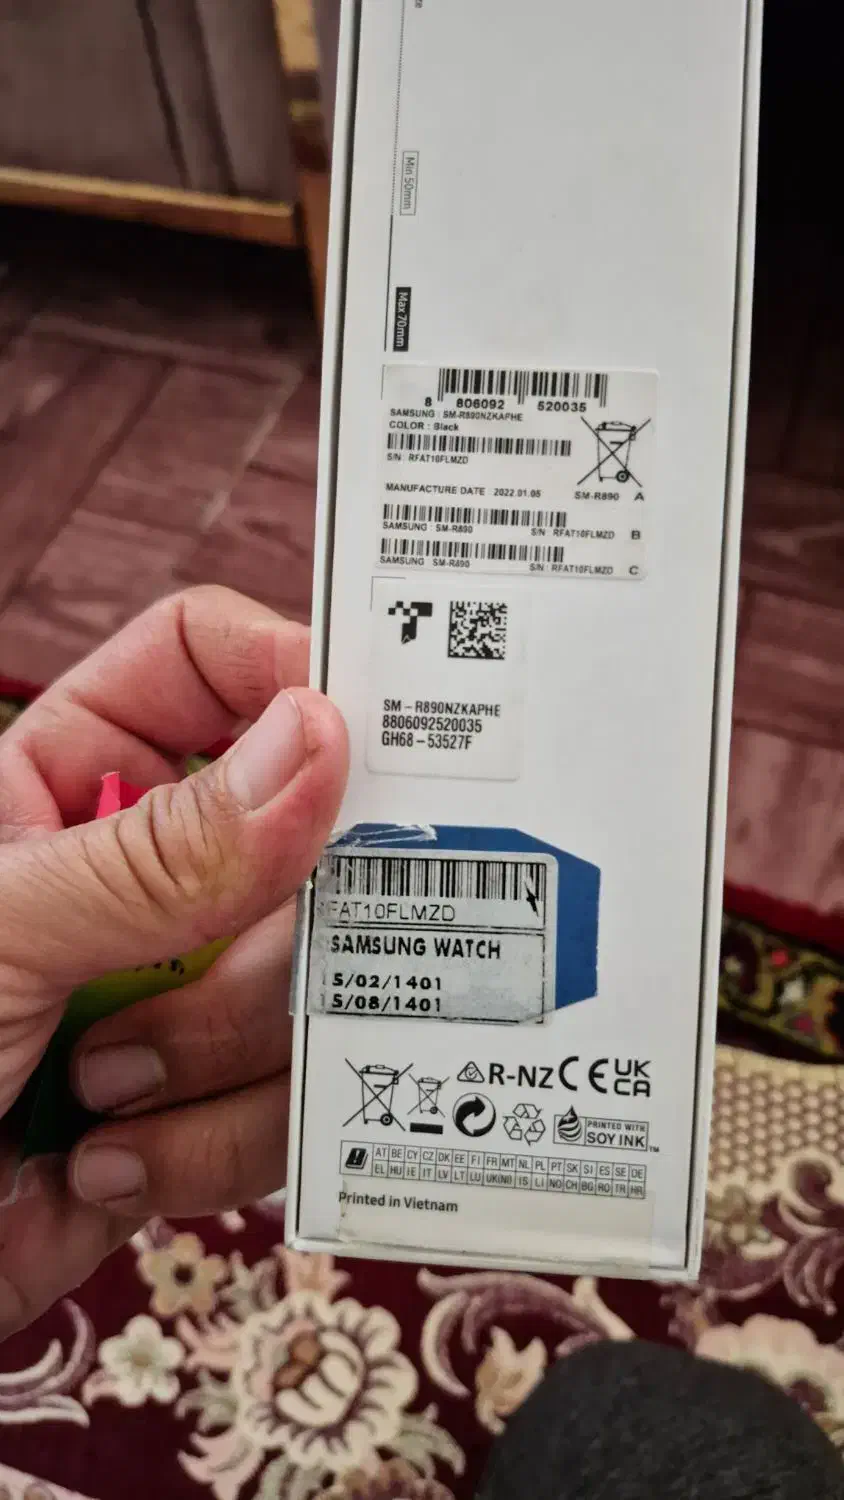 Min 50mm
Max 70mm
8 806092 520035
SAMSUNG : SM-R890NZKAPHE
COLOR : Black
S/N: RFAT10FLMZD
MANUFACTURE DATE : 2022.01.05
SM-R890 A
SAMSUNG : SM-R890 S/N: RFAT10FLMZD B
SAMSUNG : SM-R890 S/N: RFAT10FLMZD C
SM-R890NZKAPHE
8806092520035
GH68-53527F
FAT10FLMZD
SAMSUNG WATCH
5/02/1401
5/08/1401
R-NZ CE UK CA
PRINTED WITH
SOY INK™
AT BE CY CZ DK EE FI FR MT NL PL PT SK SI ES SE DE
EL HU IE IT LV LT LU UK(NI) IS LI NO CH BG RO TR HR
Printed in Vietnam